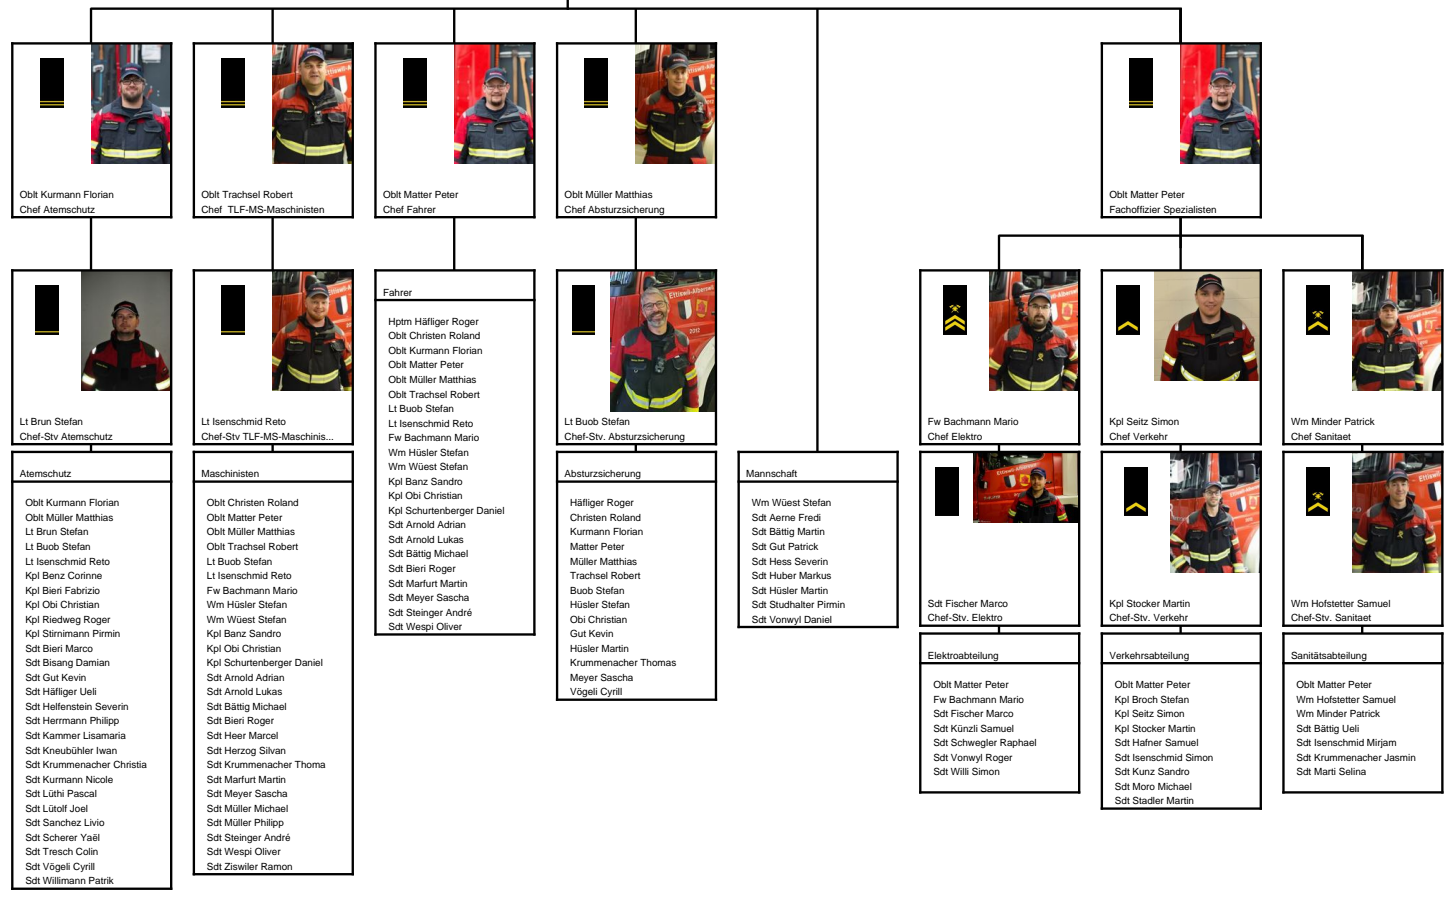 Oblt Kurmann Florian
Chef Atemschutz
Oblt Trachsel Robert
Chef TLF-MS-Maschinisten
Oblt Matter Peter
Chef Fahrer
Oblt Müller Matthias
Chef Absturzsicherung
Oblt Matter Peter
Fachoffizier Spezialisten
Lt Brun Stefan
Chef-Stv Atemschutz
Lt Isenschmid Reto
Chef-Stv TLF-MS-Maschinis...
Fahrer
Hptm Häfliger Roger
Oblt Christen Roland
Oblt Kurmann Florian
Oblt Matter Peter
Oblt Müller Matthias
Oblt Trachsel Robert
Lt Buob Stefan
Lt Isenschmid Reto
Fw Bachmann Mario
Wm Hüsler Stefan
Wm Wüest Stefan
Kpl Banz Sandro
Kpl Obi Christian
Kpl Schurtenberger Daniel
Sdt Arnold Adrian
Sdt Arnold Lukas
Sdt Bättig Michael
Sdt Bieri Roger
Sdt Marfurt Martin
Sdt Meyer Sascha
Sdt Steinger André
Sdt Wespi Oliver
Lt Buob Stefan
Chef-Stv. Absturzsicherung
Fw Bachmann Mario
Chef Elektro
Kpl Seitz Simon
Chef Verkehr
Wm Minder Patrick
Chef Sanitaet
Atemschutz
Oblt Kurmann Florian
Oblt Müller Matthias
Lt Brun Stefan
Lt Buob Stefan
Lt Isenschmid Reto
Kpl Benz Corinne
Kpl Bieri Fabrizio
Kpl Obi Christian
Kpl Riedweg Roger
Kpl Stirnimann Pirmin
Sdt Bieri Marco
Sdt Bisang Damian
Sdt Gut Kevin
Sdt Häfliger Ueli
Sdt Helfenstein Severin
Sdt Herrmann Philipp
Sdt Kammer Lisamaria
Sdt Kneubühler Iwan
Sdt Krummenacher Christia
Sdt Kurmann Nicole
Sdt Lüthi Pascal
Sdt Lütolf Joel
Sdt Sanchez Livio
Sdt Scherer Yaël
Sdt Tresch Colin
Sdt Vögeli Cyrill
Sdt Willimann Patrik
Maschinisten
Oblt Christen Roland
Oblt Matter Peter
Oblt Müller Matthias
Oblt Trachsel Robert
Lt Buob Stefan
Lt Isenschmid Reto
Fw Bachmann Mario
Wm Hüsler Stefan
Wm Wüest Stefan
Kpl Banz Sandro
Kpl Obi Christian
Kpl Schurtenberger Daniel
Sdt Arnold Adrian
Sdt Arnold Lukas
Sdt Bättig Michael
Sdt Bieri Roger
Sdt Heer Marcel
Sdt Herzog Silvan
Sdt Krummenacher Thoma
Sdt Marfurt Martin
Sdt Meyer Sascha
Sdt Müller Michael
Sdt Müller Philipp
Sdt Steinger André
Sdt Wespi Oliver
Sdt Ziswiler Ramon
Absturzsicherung
Häfliger Roger
Christen Roland
Kurmann Florian
Matter Peter
Müller Matthias
Trachsel Robert
Buob Stefan
Hüsler Stefan
Obi Christian
Gut Kevin
Hüsler Martin
Krummenacher Thomas
Meyer Sascha
Vögeli Cyrill
Mannschaft
Wm Wüest Stefan
Sdt Aerne Fredi
Sdt Bättig Martin
Sdt Gut Patrick
Sdt Hess Severin
Sdt Huber Markus
Sdt Hüsler Martin
Sdt Studhalter Pirmin
Sdt Vonwyl Daniel
Sdt Fischer Marco
Chef-Stv. Elektro
Kpl Stocker Martin
Chef-Stv. Verkehr
Wm Hofstetter Samuel
Chef-Stv. Sanitaet
Elektroabteilung
Oblt Matter Peter
Fw Bachmann Mario
Sdt Fischer Marco
Sdt Künzli Samuel
Sdt Schwegler Raphael
Sdt Vonwyl Roger
Sdt Willi Simon
Verkehrsabteilung
Oblt Matter Peter
Kpl Broch Stefan
Kpl Seitz Simon
Kpl Stocker Martin
Sdt Hafner Samuel
Sdt Isenschmid Simon
Sdt Kunz Sandro
Sdt Moro Michael
Sdt Stadler Martin
Sanitätsabteilung
Oblt Matter Peter
Wm Hofstetter Samuel
Wm Minder Patrick
Sdt Bättig Ueli
Sdt Isenschmid Mirjam
Sdt Krummenacher Jasmin
Sdt Marti Selina